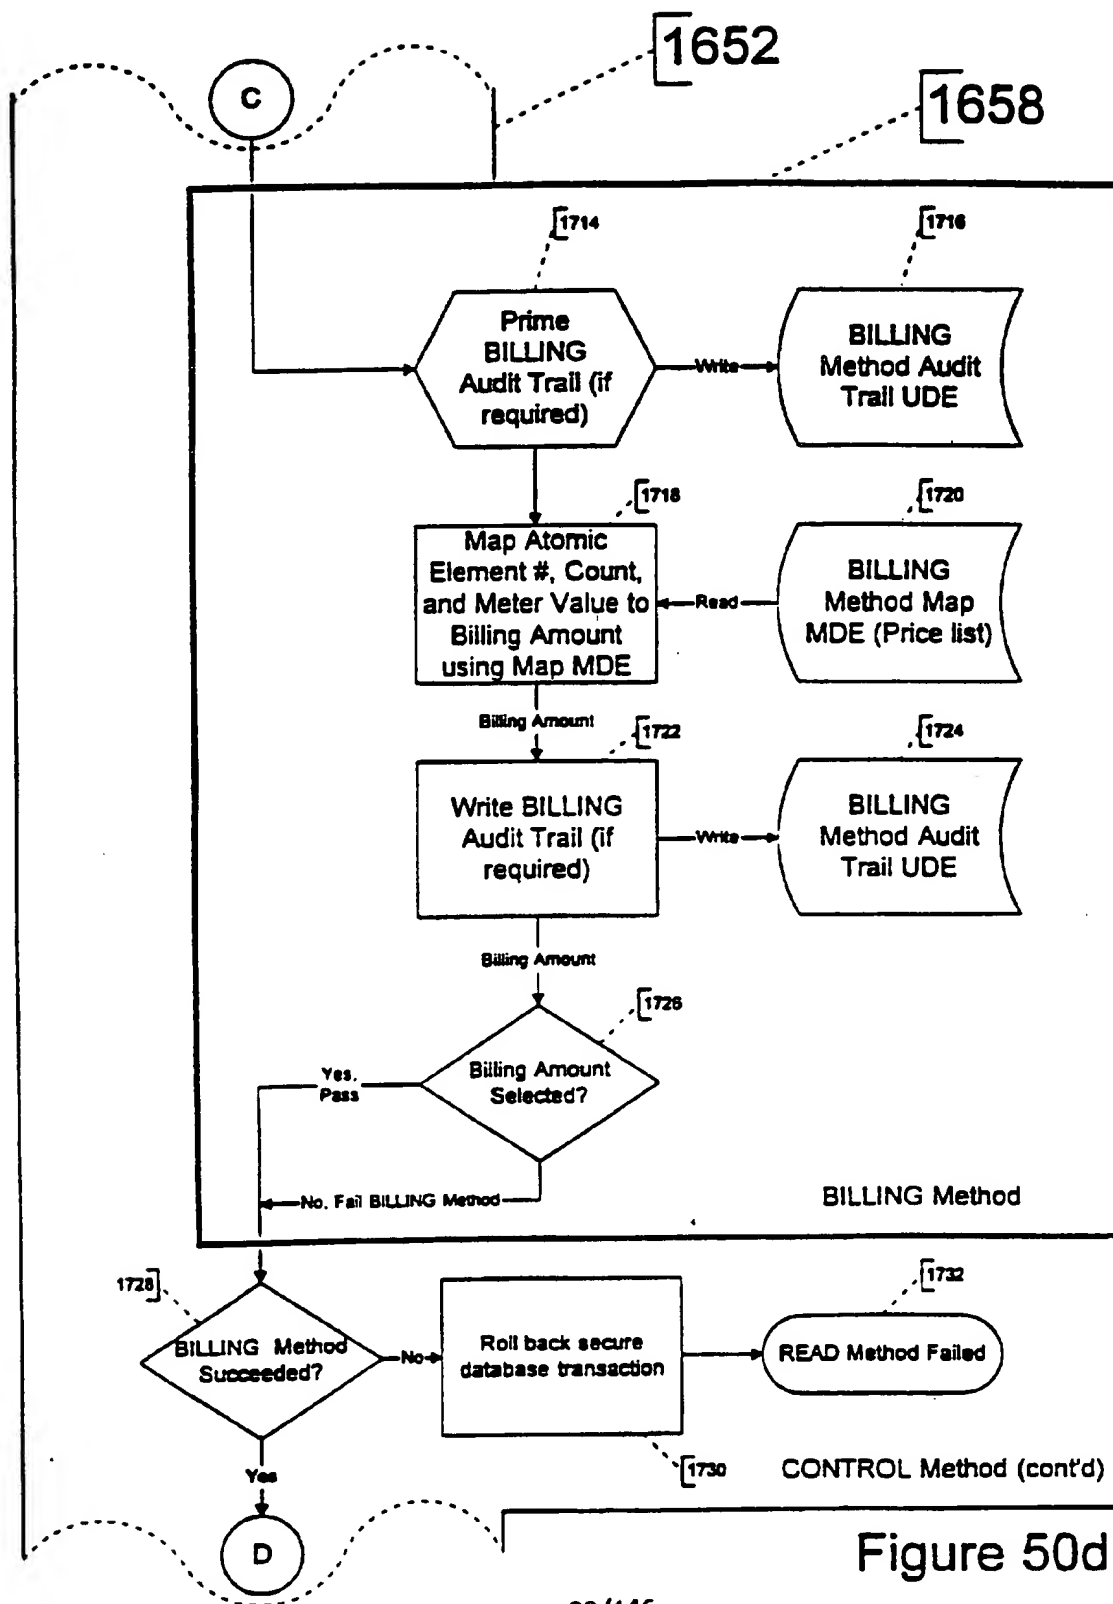 1652
C
1658
1714
1716
Prime
BILLING
Audit Trail (if
required)
Write
BILLING
Method Audit
Trail UDE
1718
1720
Map Atomic
Element #, Count,
and Meter Value to
Billing Amount
using Map MDE
Read
BILLING
Method Map
MDE (Price list)
Billing Amount
1722
1724
Write BILLING
Audit Trail (if
required)
Write
BILLING
Method Audit
Trail UDE
Billing Amount
1726
Yes,
Pass
Billing Amount
Selected?
No, Fail BILLING Method
BILLING Method
1728
1732
BILLING Method
Succeeded?
No
Roll back secure
database transaction
READ Method Failed
Yes
1730
CONTROL Method (cont'd)
D
Figure 50d